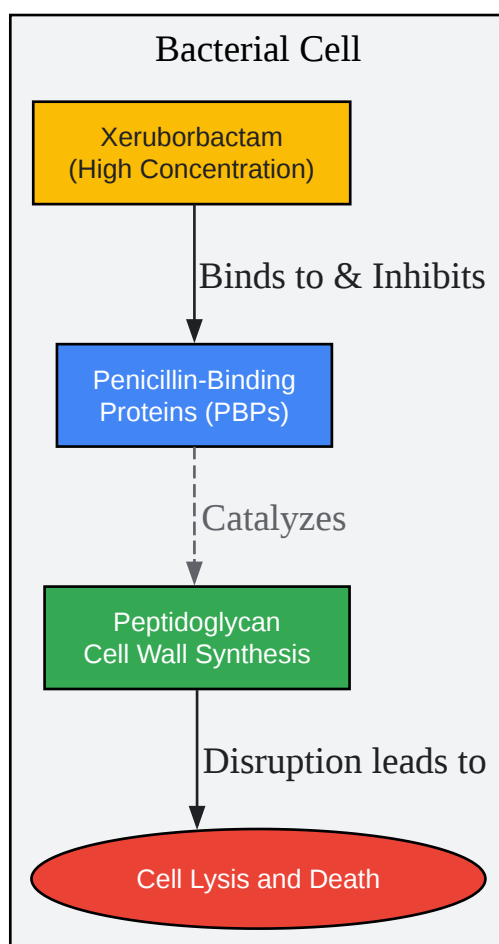 Bacterial Cell
Xeruborbactam
(High Concentration)
Binds to & Inhibits
Penicillin-Binding
Proteins (PBPs)
Catalyzes
Peptidoglycan
Cell Wall Synthesis
Disruption leads to
Cell Lysis and Death